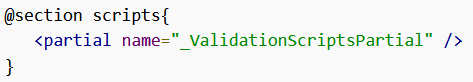 @section scripts{
<partial name="_ValidationScriptsPartial" />
}